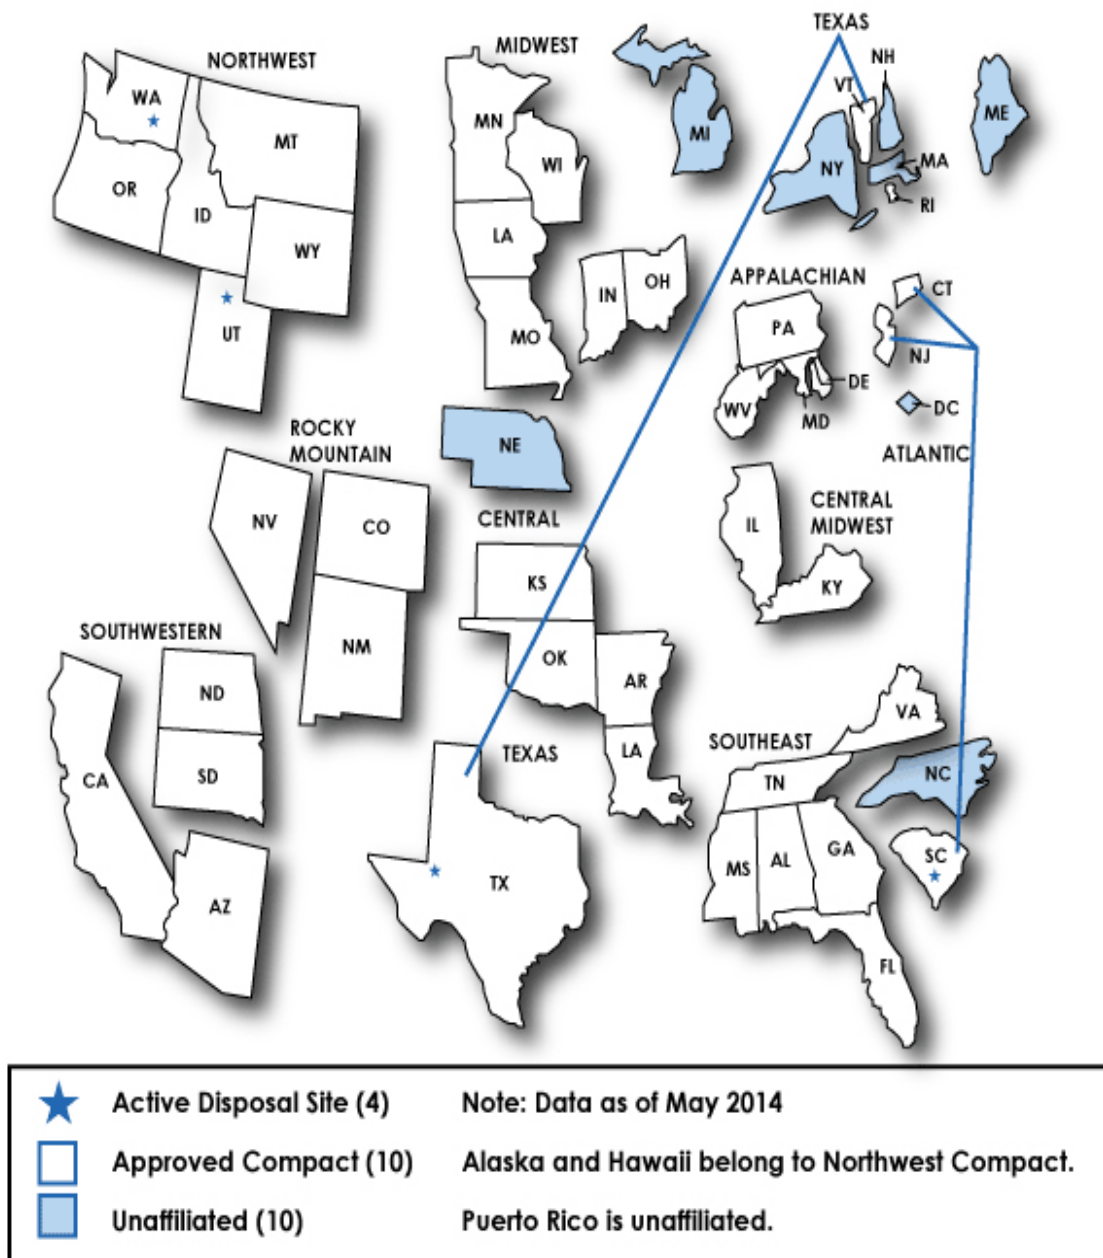 TEXAS
NORTHWEST
MIDWEST
NH
VT
WA
MN
MI
ME
MT
WI
NY
MA
OR
ID
RI
WY
LA
IN
OH
APPALACHIAN
CT
UT
MO
PA
NJ
DE
WV
MD
DC
ROCKY
MOUNTAIN
NE
ATLANTIC
NV
CO
CENTRAL
IL
CENTRAL
MIDWEST
KS
KY
SOUTHWESTERN
NM
OK
ND
AR
VA
CA
SD
TEXAS
LA
SOUTHEAST
TN
NC
AZ
TX
MS
AL
GA
SC
FL
Active Disposal Site (4)
Note: Data as of May 2014
Approved Compact (10)
Alaska and Hawaii belong to Northwest Compact.
Unaffiliated (10)
Puerto Rico is unaffiliated.